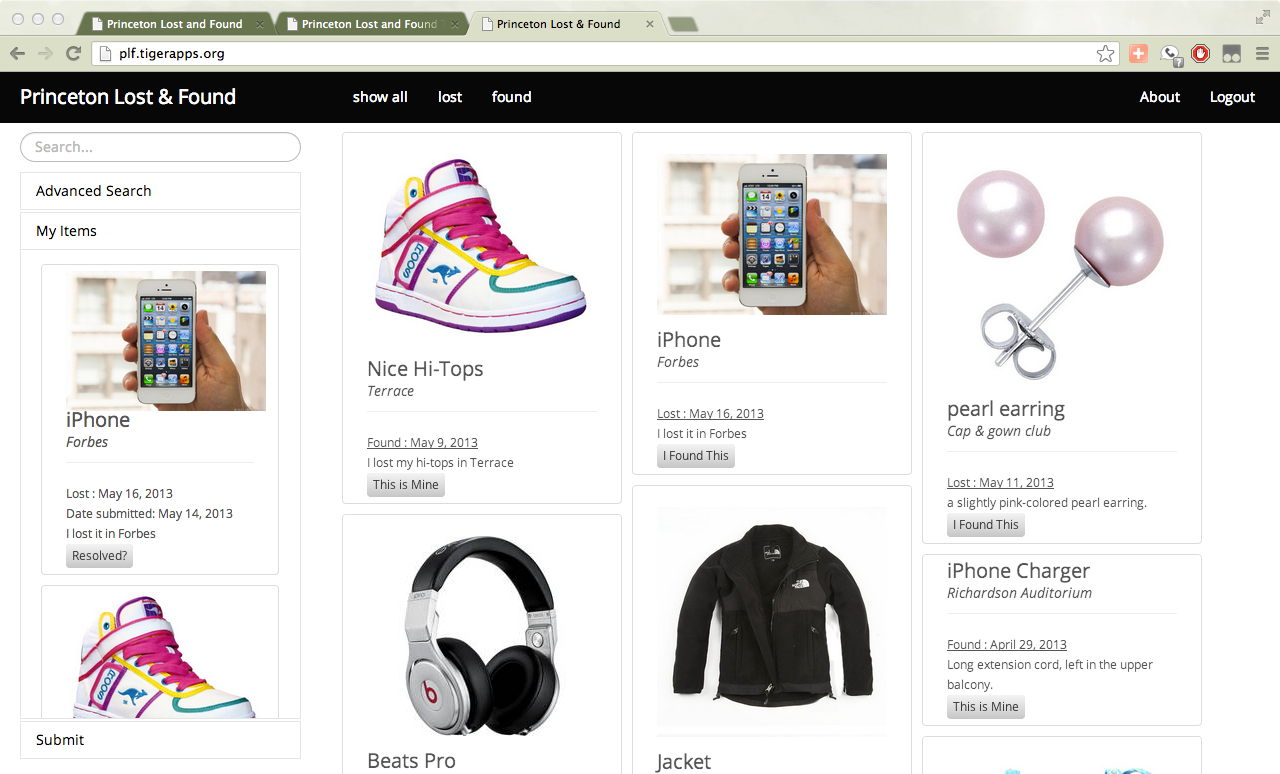 Princeton Lost and Found
Princeton Lost and Found
Princeton Lost & Found
plf.tigerapps.org
?
Princeton Lost & Found
show all
lost
found
About
Logout
Search...
Advanced Search
My Items
iPhone
Forbes
Lost : May 16, 2013
Date submitted: May 14, 2013
I lost it in Forbes
Resolved?
Submit
ROOS
Nice Hi-Tops
Terrace
Found : May 9, 2013
I lost my hi-tops in Terrace
This is Mine
b
Beats Pro
iPhone
Forbes
Lost : May 16, 2013
I lost it in Forbes
I Found This
Jacket
pearl earring
Cap & gown club
Lost : May 11, 2013
a slightly pink-colored pearl earring.
I Found This
iPhone Charger
Richardson Auditorium
Found : April 29, 2013
Long extension cord, left in the upper
balcony.
This is Mine